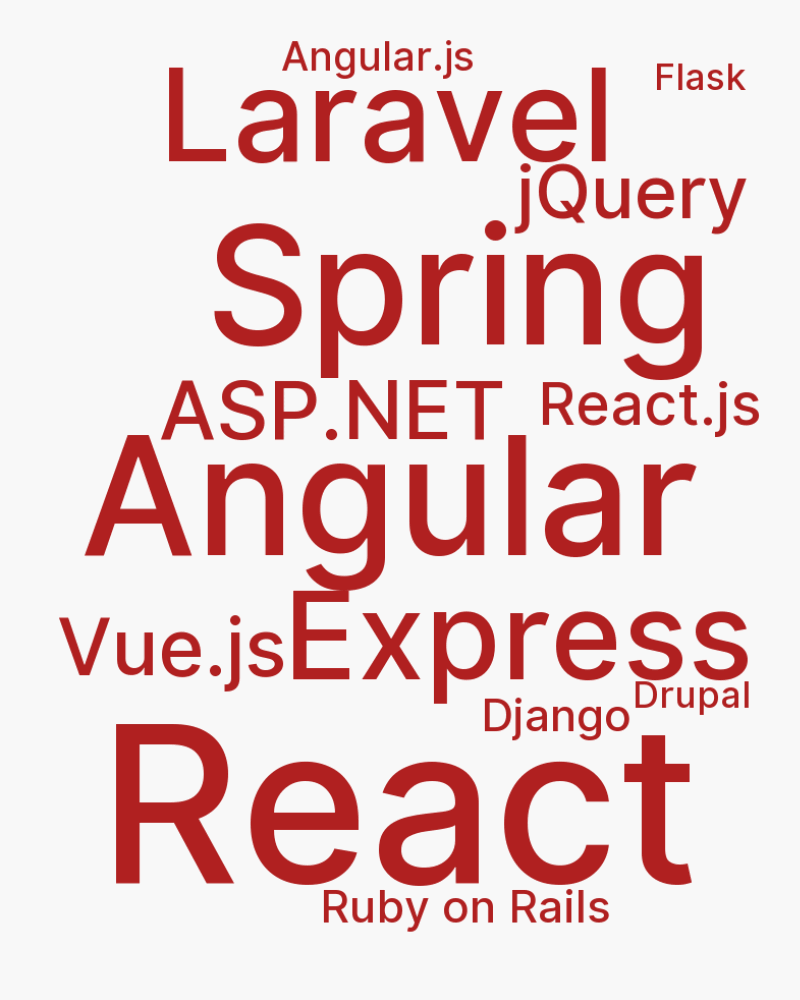 Angular.js
Flask
Laravel
jQuery
Spring
ASP.NET
React.js
Angular
Express
Vue.js
Drupal
Django
React
Ruby on Rails